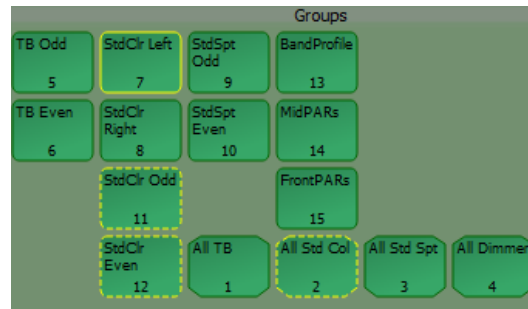 Groups
TB Odd
5
StdClr Left
7
StdSpt
Odd
9
BandProfile
13
TB Even
6
StdClr
Right
8
StdSpt
Even
10
MidPARs
14
StdClr Odd
11
FrontPARs
15
StdClr
Even
12
All TB
1
All Std Col
2
All Std Spt
3
All Dimmer
4